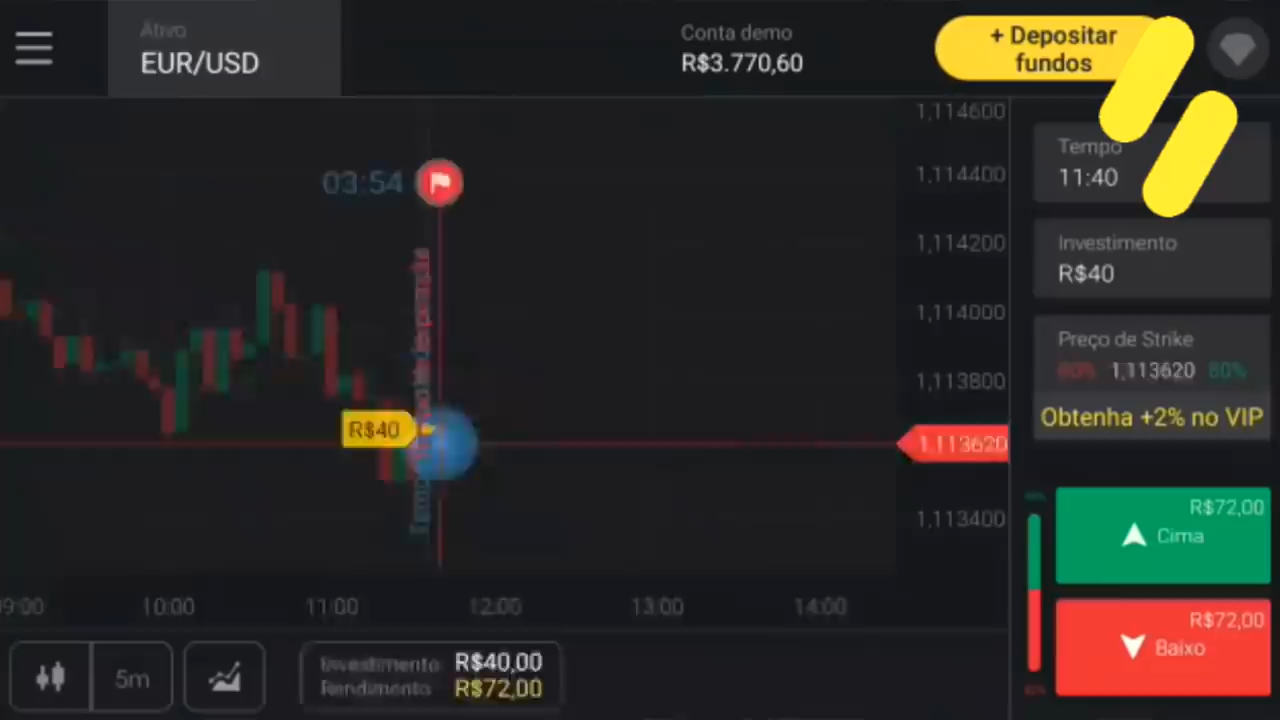 Ativo
EUR/USD
Conta demo
R$3.770,60
+ Depositar
fundos
03:54
1,114600
1,114400
1,114200
1,114000
1,113800
1,113620
1,113400
Tempo
11:40
Investimento
R$40
Preço de Strike
80% 1,113620 80%
Obtenha +2% no VIP
R$40
R$72,00
Cima
R$72,00
Baixo
09:00
10:00
11:00
12:00
13:00
14:00
5m
Investimento R$40,00
Rendimento R$72,00